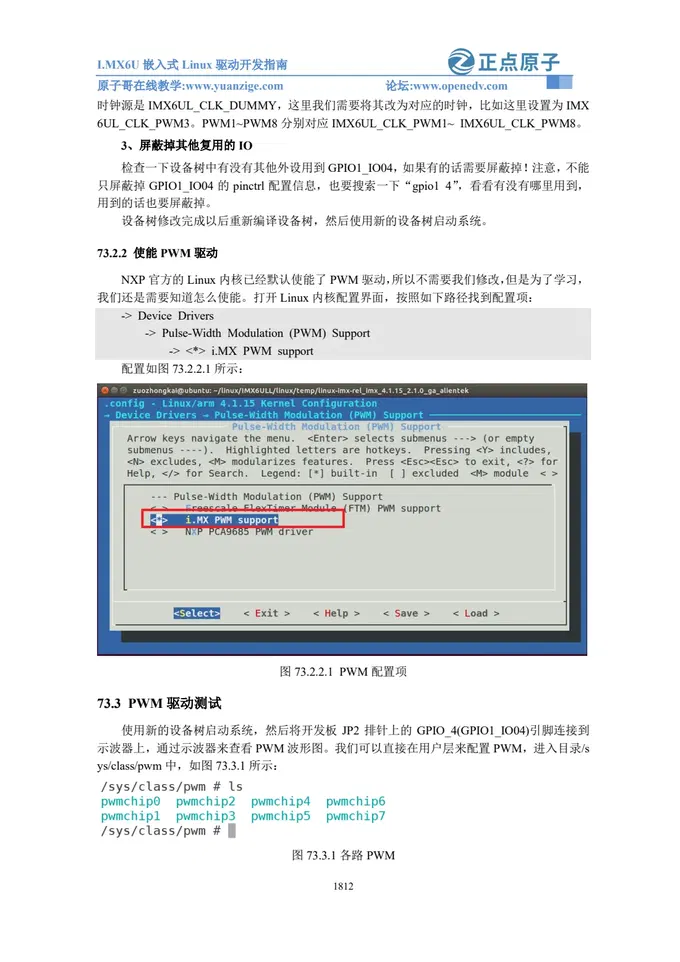 I.MX6U 嵌入式 Linux 驱动开发指南
正点原子
原子哥在线教学:www.yuanzige.com 论坛:www.openedv.com
时钟源是 IMX6UL_CLK_DUMMY，这里我们需要将其改为对应的时钟，比如这里设置为 IMX
6UL_CLK_PWM3。PWM1~PWM8 分别对应 IMX6UL_CLK_PWM1~ IMX6UL_CLK_PWM8。
3、屏蔽掉其他复用的 IO
检查一下设备树中有没有其他外设用到 GPIO1_IO04，如果有的话需要屏蔽掉！注意，不能
只屏蔽掉 GPIO1_IO04 的 pinctrl 配置信息，也要搜索一下“gpio1 4”，看看有没有哪里用到，
用到的话也要屏蔽掉。
设备树修改完成以后重新编译设备树，然后使用新的设备树启动系统。
73.2.2 使能 PWM 驱动
NXP 官方的 Linux 内核已经默认使能了 PWM 驱动，所以不需要我们修改，但是为了学习，
我们还是需要知道怎么使能。打开 Linux 内核配置界面，按照如下路径找到配置项：
-> Device Drivers
-> Pulse-Width Modulation (PWM) Support
-> <*> i.MX PWM support
配置如图 73.2.2.1 所示：
zuozhongkai@ubuntu: ~/linux/IMX6ULL/linux/temp/linux-imx-rel_imx_4.1.15_2.1.0_ga_alientek
.config - Linux/arm 4.1.15 Kernel Configuration
→ Device Drivers → Pulse-Width Modulation (PWM) Support
Pulse-Width Modulation (PWM) Support
Arrow keys navigate the menu. <Enter> selects submenus ---> (or empty
submenus ----). Highlighted letters are hotkeys. Pressing <Y> includes,
<N> excludes, <M> modularizes features. Press <Esc><Esc> to exit, <?> for
Help, </> for Search. Legend: [*] built-in [ ] excluded <M> module < >
--- Pulse-Width Modulation (PWM) Support
< > Freescale FlexTimer Module (FTM) PWM support
<*> i.MX PWM support
< > NXP PCA9685 PWM driver
<Select> < Exit > < Help > < Save > < Load >
图 73.2.2.1 PWM 配置项
73.3 PWM 驱动测试
使用新的设备树启动系统，然后将开发板 JP2 排针上的 GPIO_4(GPIO1_IO04)引脚连接到
示波器上，通过示波器来查看 PWM 波形图。我们可以直接在用户层来配置 PWM，进入目录/s
ys/class/pwm 中，如图 73.3.1 所示：
/sys/class/pwm # ls
pwmchip0 pwmchip2 pwmchip4 pwmchip6
pwmchip1 pwmchip3 pwmchip5 pwmchip7
/sys/class/pwm #
图 73.3.1 各路 PWM
1812